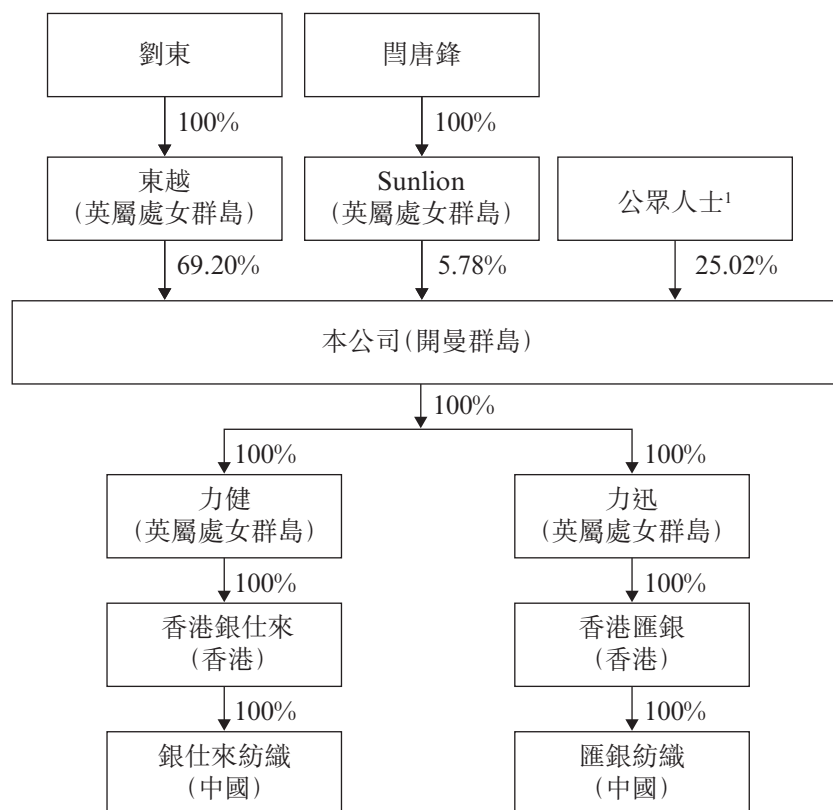 劉東
閆唐鋒
100%
100%
東越
(英屬處女群島)
Sunlion
(英屬處女群島)
公眾人士1
69.20%
5.78%
25.02%
本公司(開曼群島)
100%
100%
100%
力健
(英屬處女群島)
力迅
(英屬處女群島)
100%
100%
香港銀仕來
(香港)
香港匯銀
(香港)
100%
100%
銀仕來紡織
(中國)
匯銀紡織
(中國)